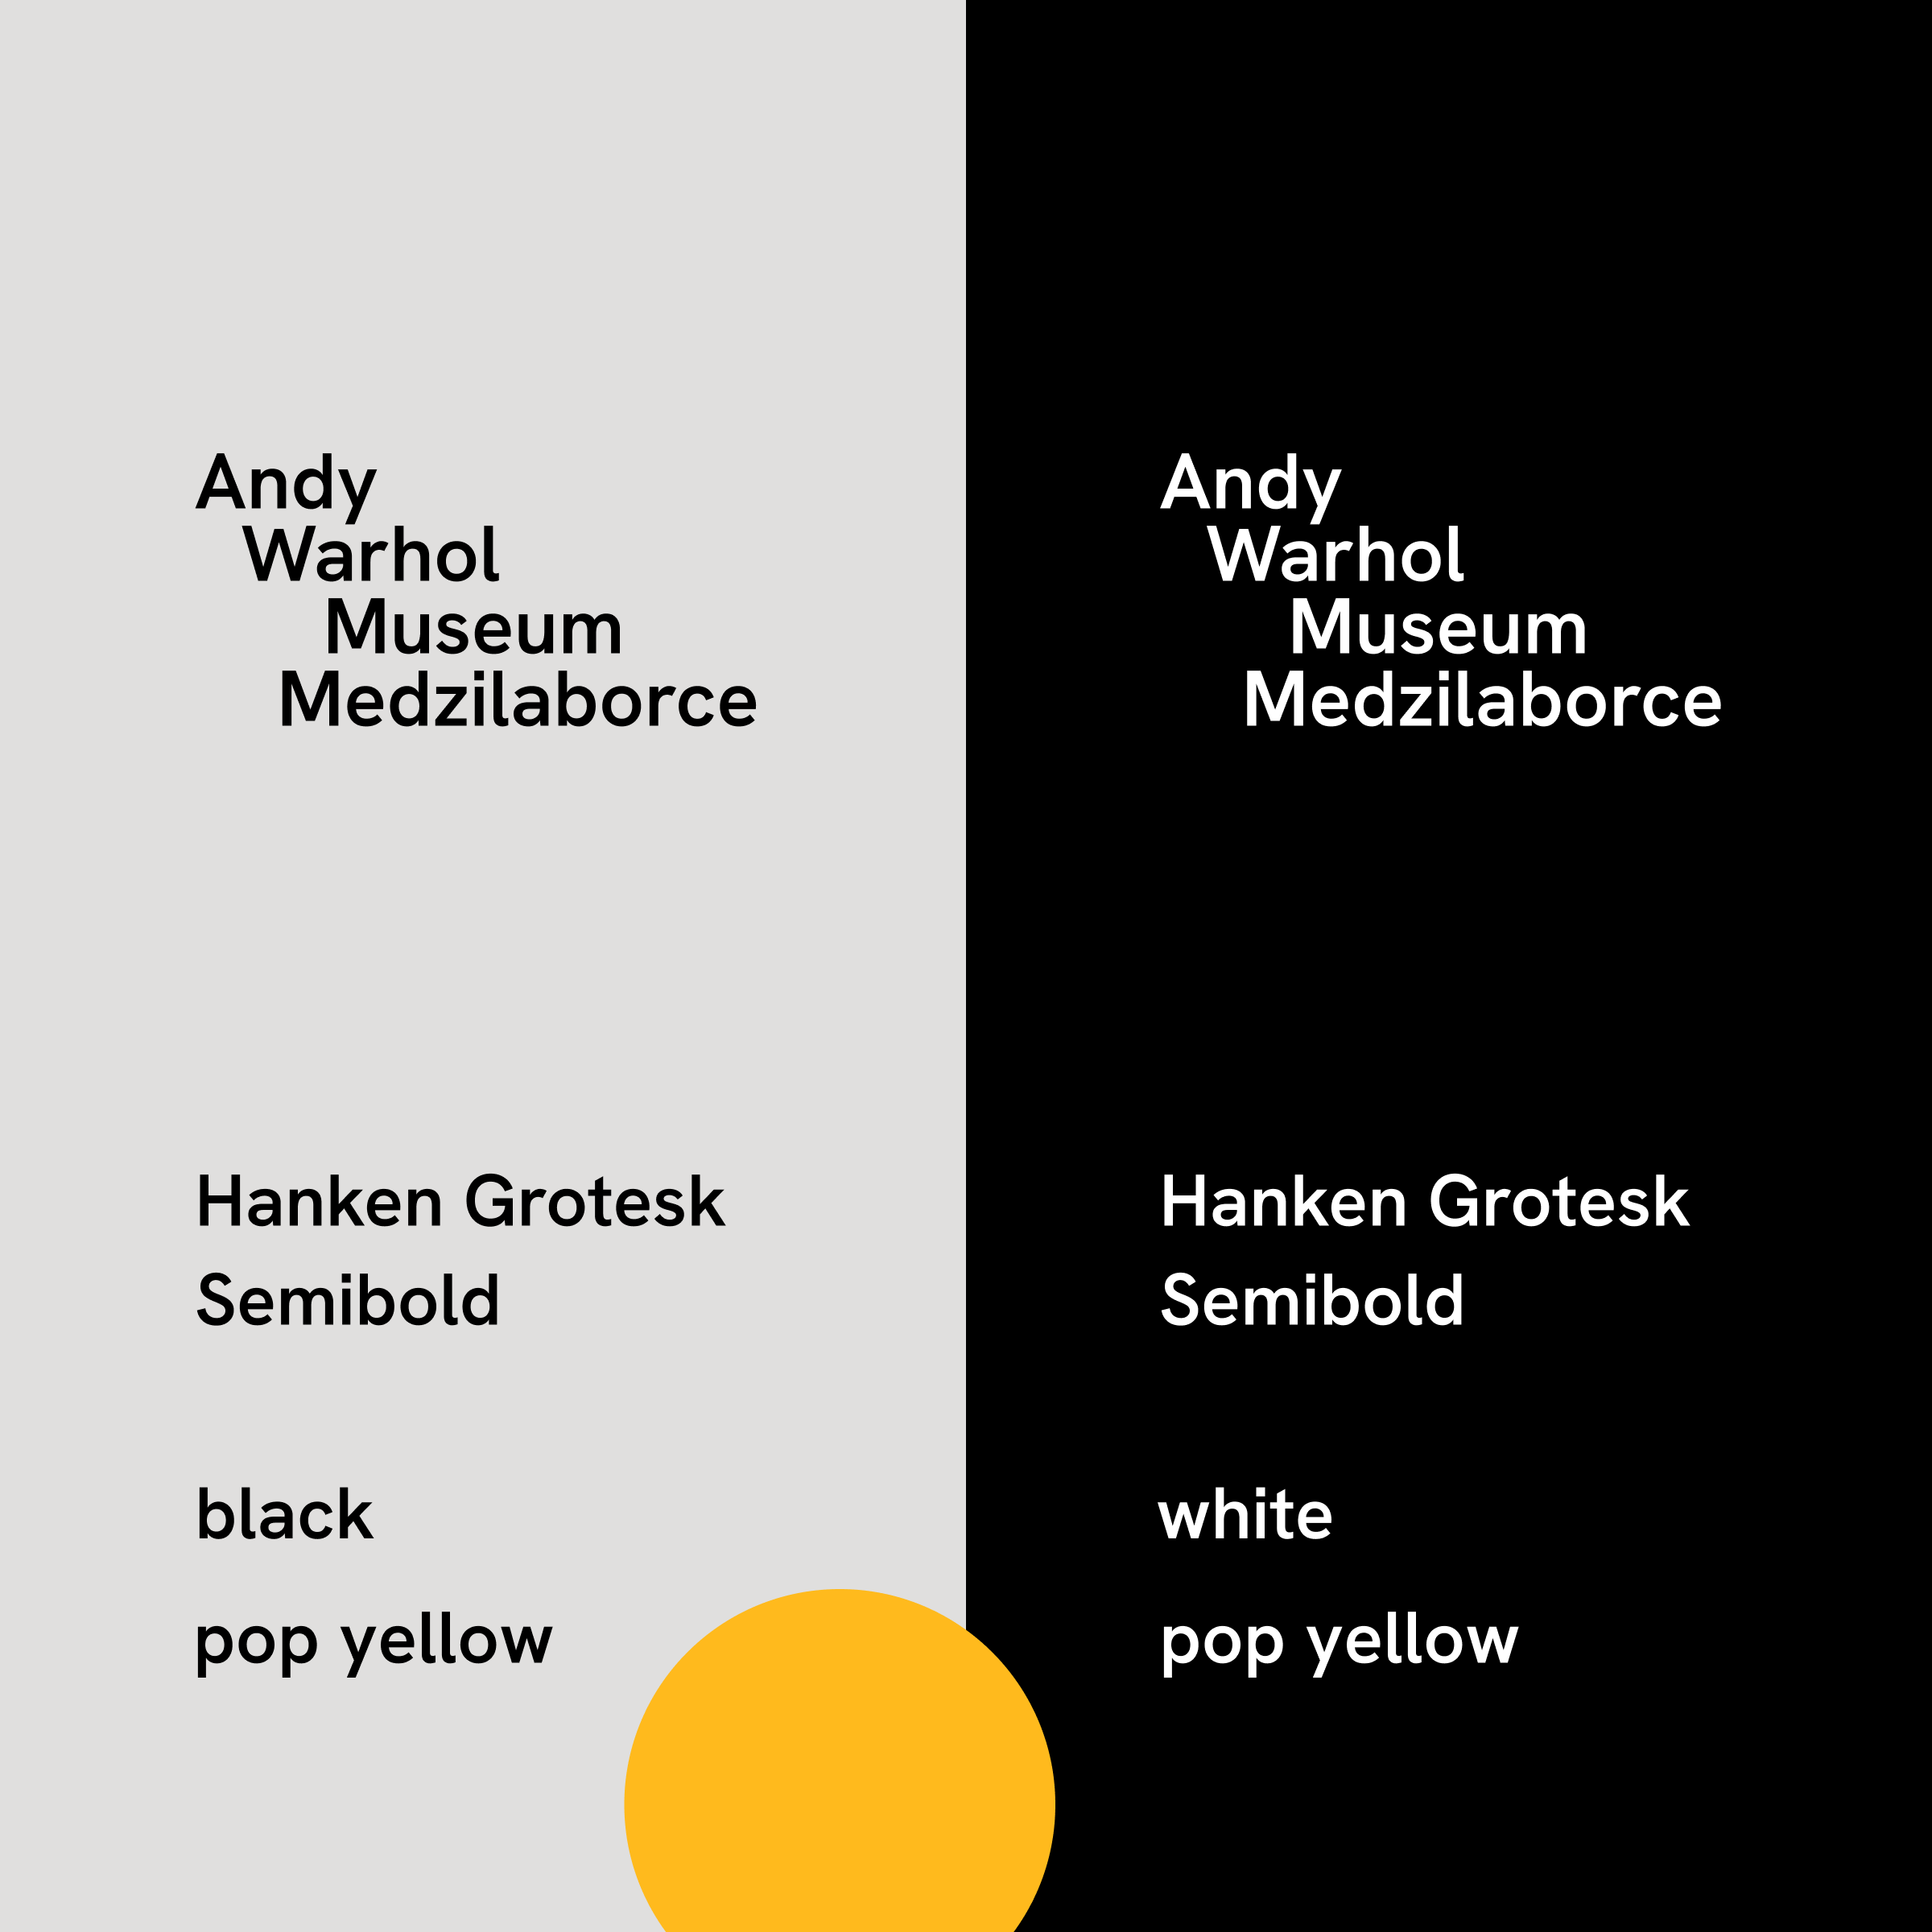 Andy
Warhol
Museum
Medzilaborce
Hanken Grotesk
Semibold
black
pop yellow
Andy
Warhol
Museum
Medzilaborce
Hanken Grotesk
Semibold
white
pop yellow